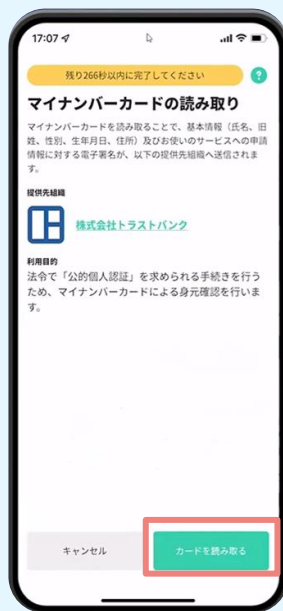 17:07
残り266秒以内に完了してください
?
マイナンバーカードの読み取り
マイナンバーカードを読み取ることで、基本情報（氏名、旧
姓、性別、生年月日、住所）及びお使いのサービスへの申請
情報に対する電子署名が、以下の提供先組織へ送信されま
す。
提供先組織
株式会社トラストバンク
利用目的
法令で「公的個人認証」を求められる手続きを行う
ため、マイナンバーカードによる身元確認を行いま
す。
キャンセル
カードを読み取る